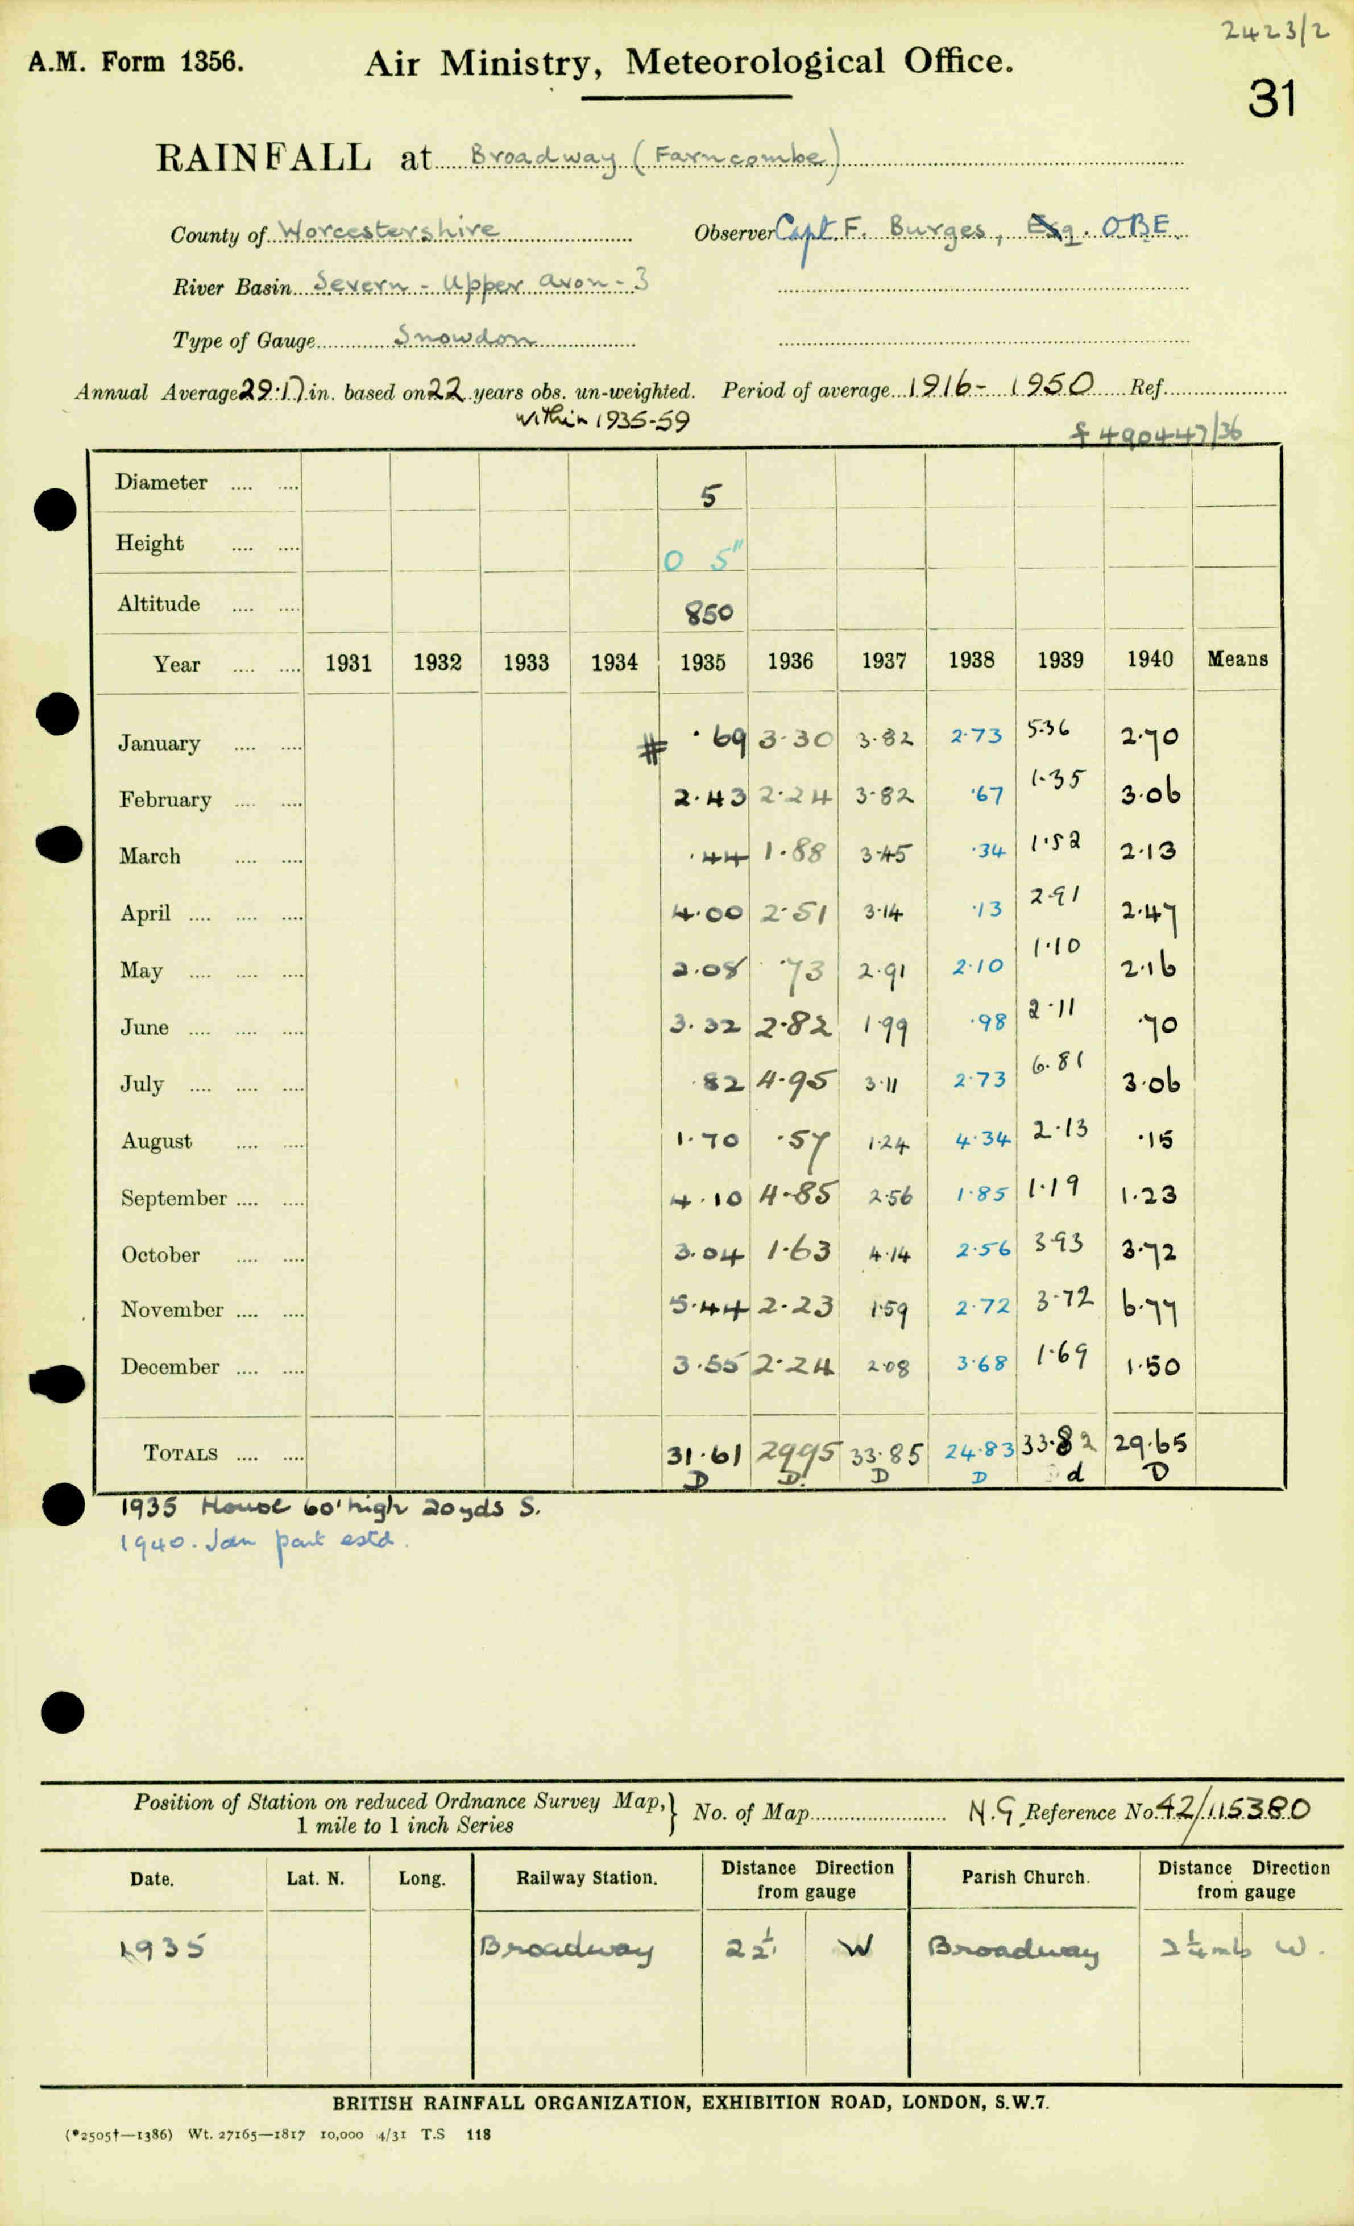 2423/2
A.M. Form 1356. Air Ministry, Meteorological Office.
31
RAINFALL at Broadway (Farncombe)
County of Worcestershire Observer Capt. F. Burges, Esq. OBE.
River Basin Severn - Upper Avon - 3
Type of Gauge Snowdon
Annual Average 29.17 in. based on 22 years obs. un-weighted. Period of average 1916 - 1950 Ref.
within 1935-59
f 490447/36
Diameter .... .... 5
Height .... .... 0 5"
Altitude .... .... 850
Year .... .... 1931 1932 1933 1934 1935 1936 1937 1938 1939 1940 Means
January .... .... # .69 3.30 3.82 2.73 5.36 2.70
February .... .... 2.43 2.24 3.82 .67 1.35 3.06
March .... .... .44 1.88 3.45 .34 1.52 2.13
April .... .... .... 4.00 2.51 3.14 .13 2.91 2.47
May .... .... .... 2.08 .73 2.91 2.10 1.10 2.16
June .... .... .... 3.32 2.82 1.99 .98 2.11 .70
July .... .... .... .82 4.95 3.11 2.73 6.81 3.06
August .... .... 1.70 .57 1.24 4.34 2.13 .15
September .... .... 4.10 4.85 2.56 1.85 1.19 1.23
October .... .... 3.04 1.63 4.14 2.56 3.93 3.72
November .... .... 5.44 2.23 1.59 2.72 3.72 6.77
December .... .... 3.55 2.24 2.08 3.68 1.69 1.50
TOTALS .... .... 31.61 29.95 33.85 24.83 33.82 29.65
D D. D D d D
1935 House 60' high 20yds S.
1940. Jan part estd.
Position of Station on reduced Ordnance Survey Map, } No. of Map N.G. Reference No. 42/115380
1 mile to 1 inch Series
Date. Lat. N. Long. Railway Station. Distance Direction from gauge Parish Church. Distance Direction from gauge
1935 Broadway 2½ W Broadway 2¼ mls W.
BRITISH RAINFALL ORGANIZATION, EXHIBITION ROAD, LONDON, S.W.7.
(*2505†—1386) Wt. 27165—1817 10,000 4/31 T.S 118